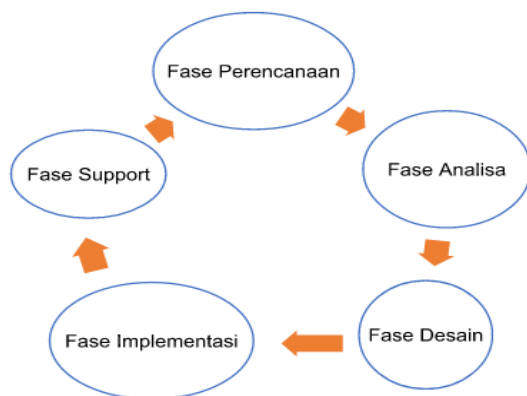 Fase Perencanaan
Fase Analisa
Fase Desain
Fase Implementasi
Fase Support